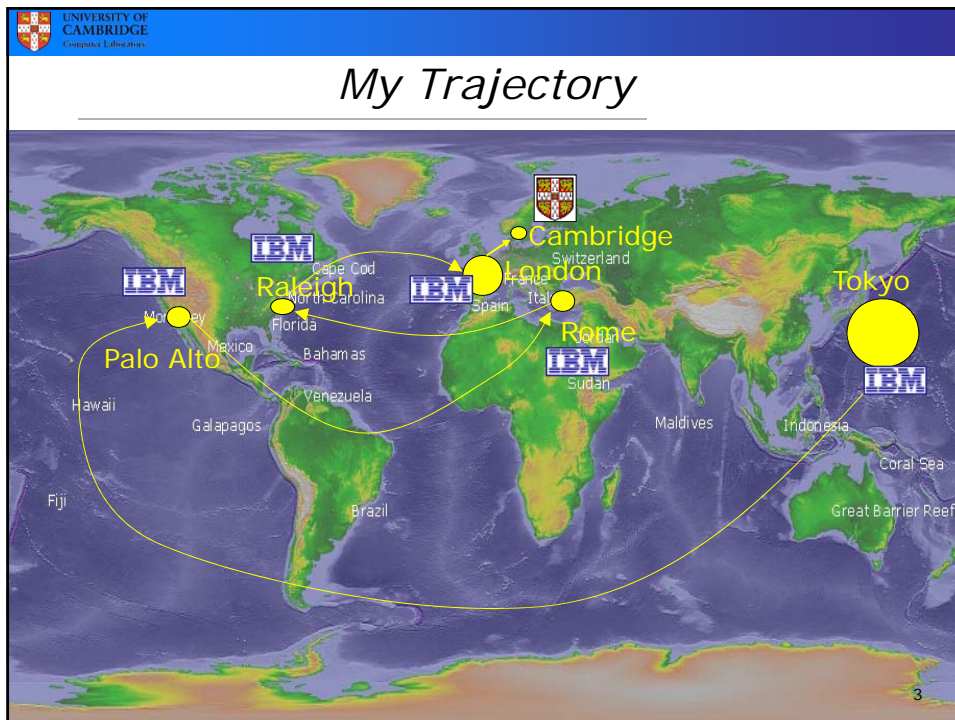 UNIVERSITY OF
CAMBRIDGE
Computer Laboratory
My Trajectory
IBM
Cambridge
Switzerland
IBM
Cape Cod
London
France
Tokyo
IBM
Raleigh
North Carolina
Spain
Italy
Florida
Rome
Jordan
Mexico
Palo Alto
Bahamas
IBM
IBM
Sudan
Venezuela
Hawaii
Galapagos
Maldives
Indonesia
Coral Sea
Fiji
Brazil
Great Barrier Reef
3